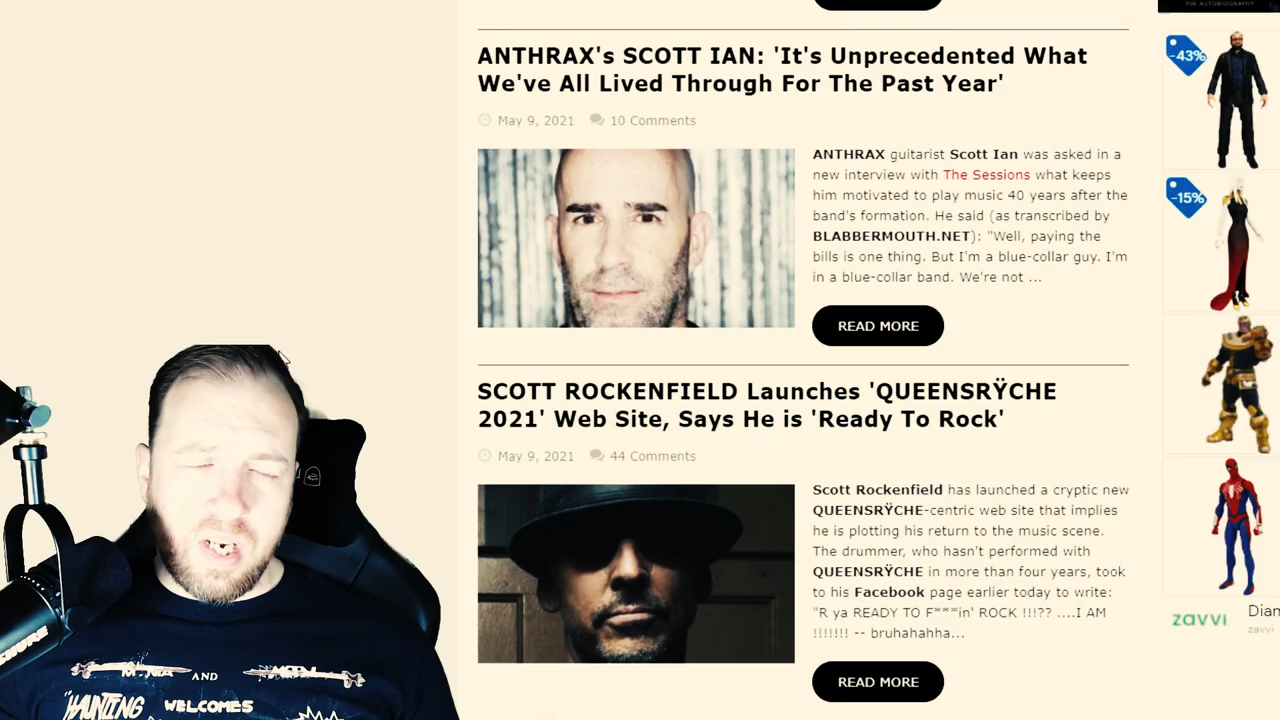 THE AUTOBIOGRAPHY
ANTHRAX's SCOTT IAN: 'It's Unprecedented What
We've All Lived Through For The Past Year'
May 9, 2021 10 Comments
ANTHRAX guitarist Scott Ian was asked in a
new interview with The Sessions what keeps
him motivated to play music 40 years after the
band's formation. He said (as transcribed by
BLABBERMOUTH.NET): "Well, paying the
bills is one thing. But I'm a blue-collar guy. I'm
in a blue-collar band. We're not ...
READ MORE
SCOTT ROCKENFIELD Launches 'QUEENSRŸCHE
2021' Web Site, Says He is 'Ready To Rock'
May 9, 2021 44 Comments
Scott Rockenfield has launched a cryptic new
QUEENSRŸCHE-centric web site that implies
he is plotting his return to the music scene.
The drummer, who hasn't performed with
QUEENSRŸCHE in more than four years, took
to his Facebook page earlier today to write:
"R ya READY TO F***in' ROCK !!!?? ....I AM
!!!!!!! -- bruhahahha...
READ MORE
-43%
-15%
zavvi Dian
zavvi
SHURE
AND
"HAUNTING WELCOMES